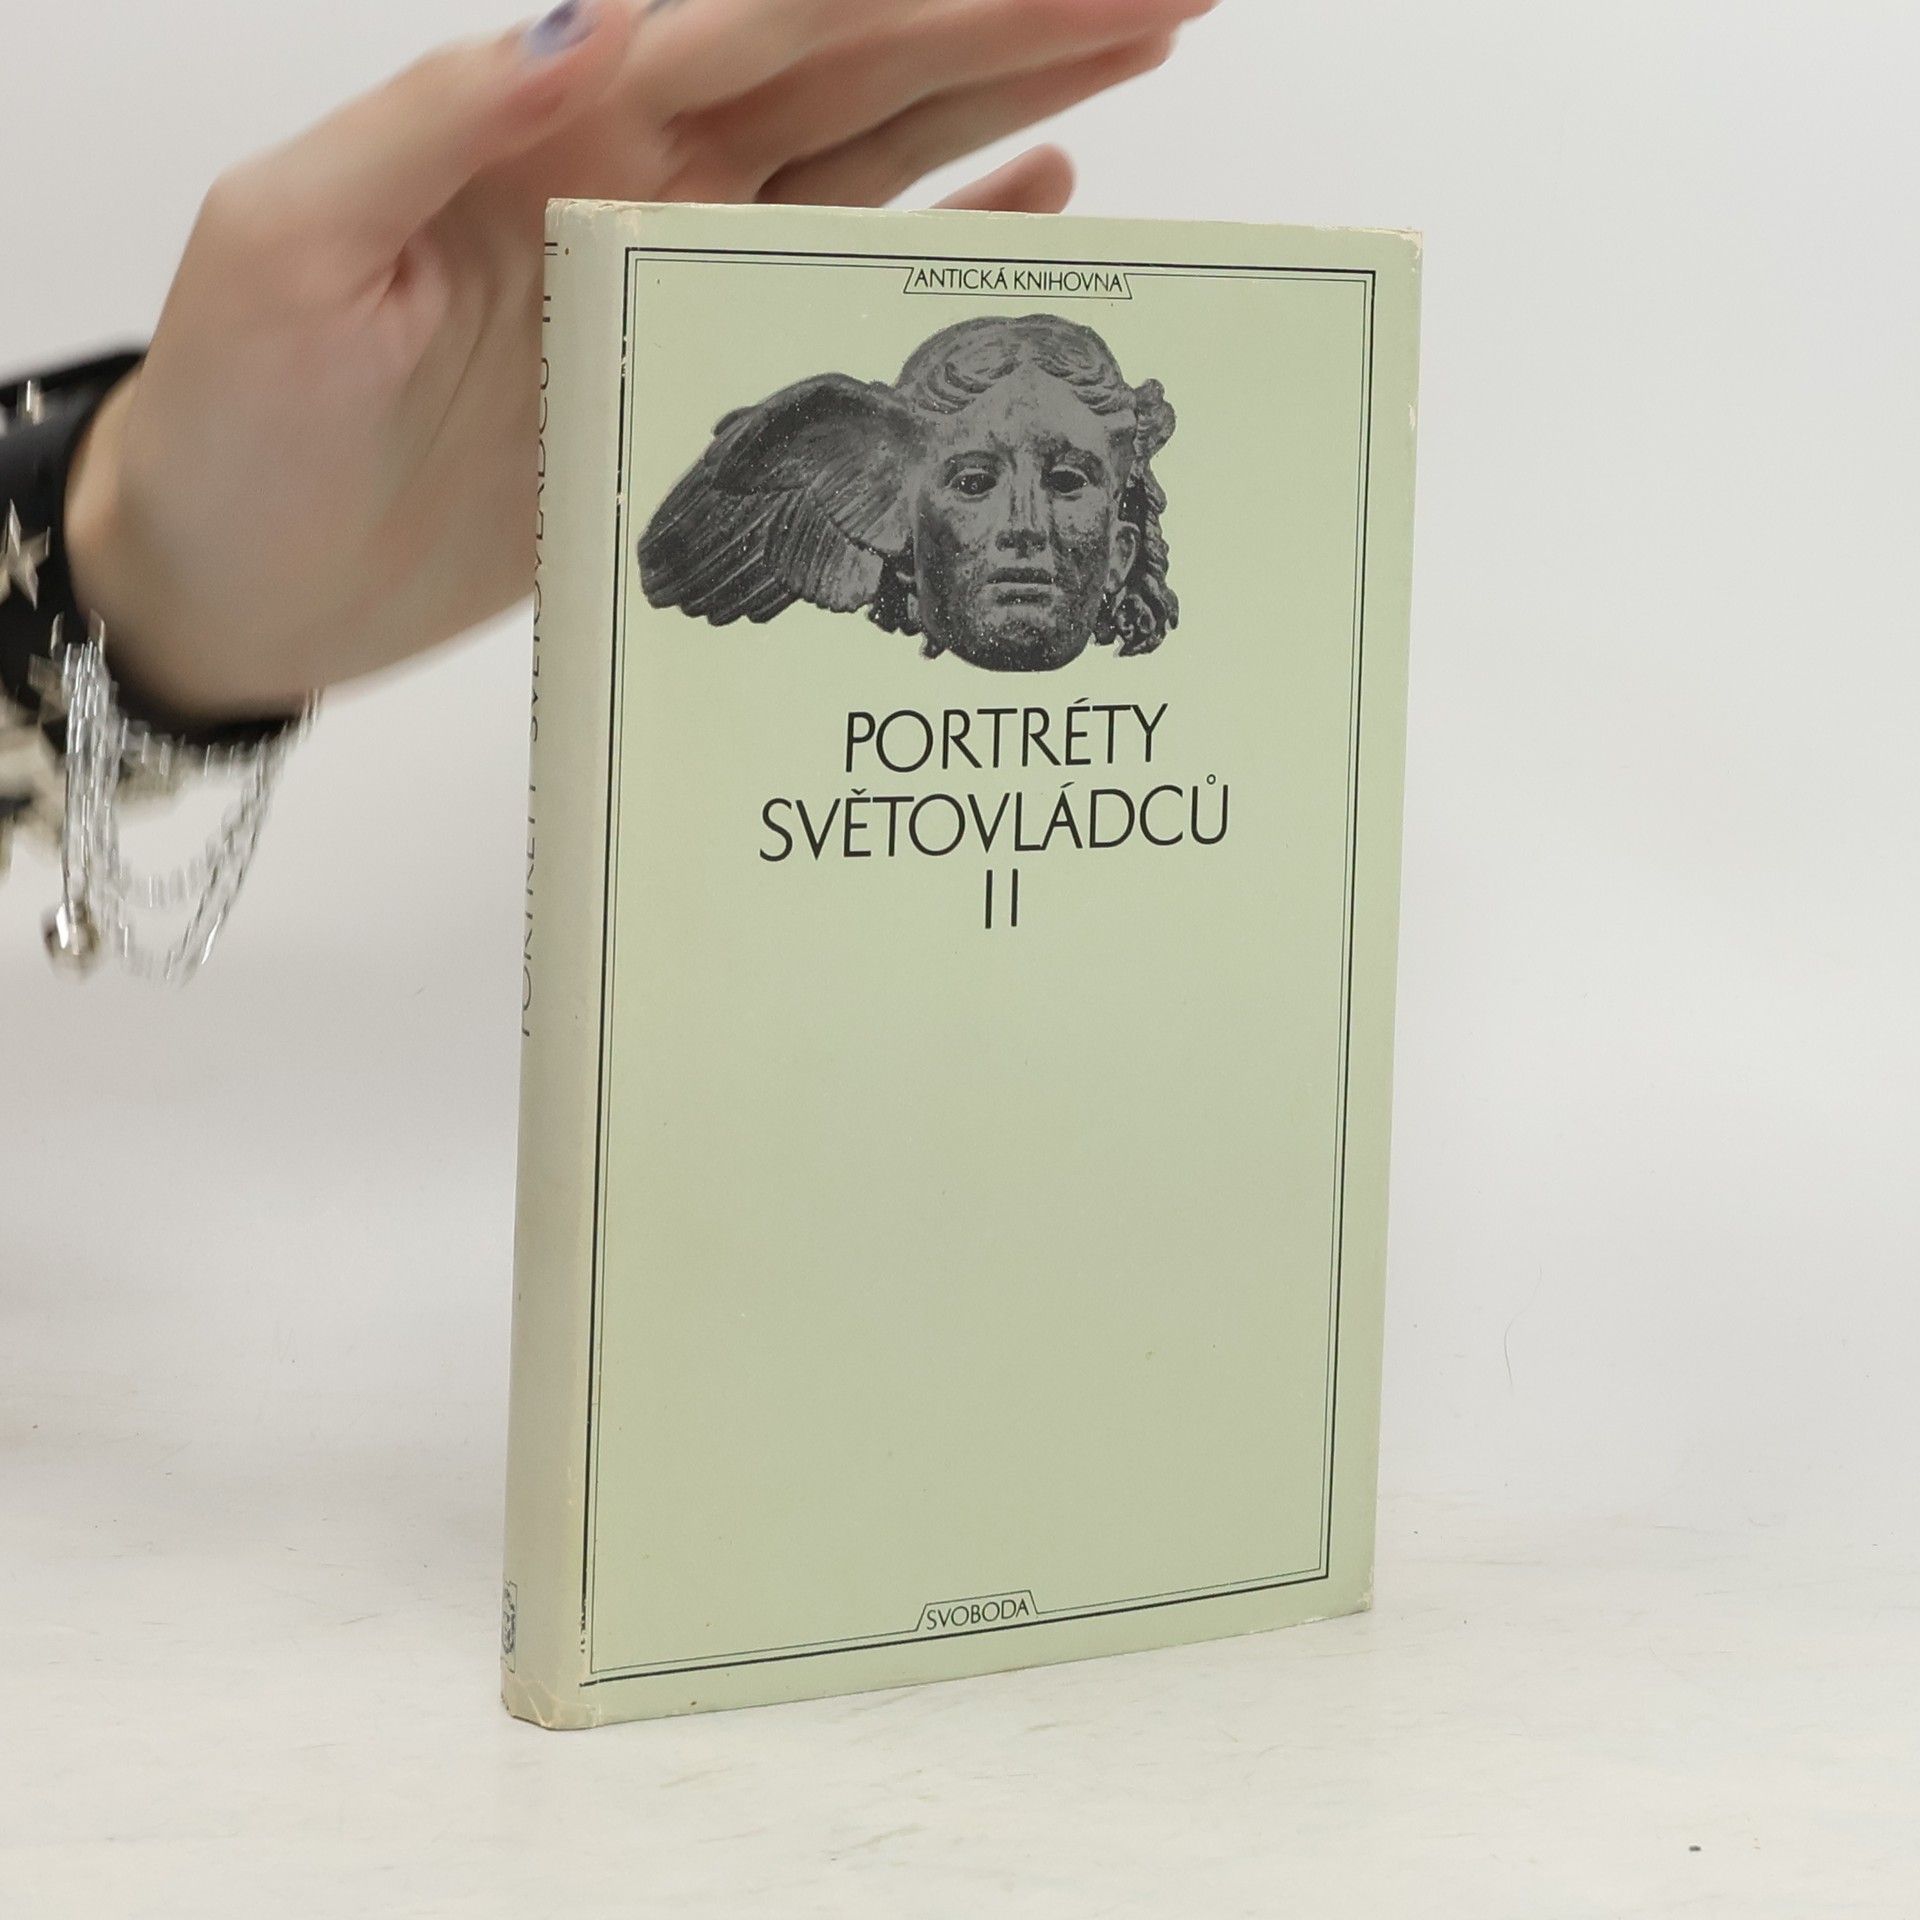 ANTICKÁ KNIHOVNA
PORTRÉTY
SVĚTOVLÁDCŮ
II
SVOBODA
PORTRÉTY SVĚTOVLÁDCŮ II